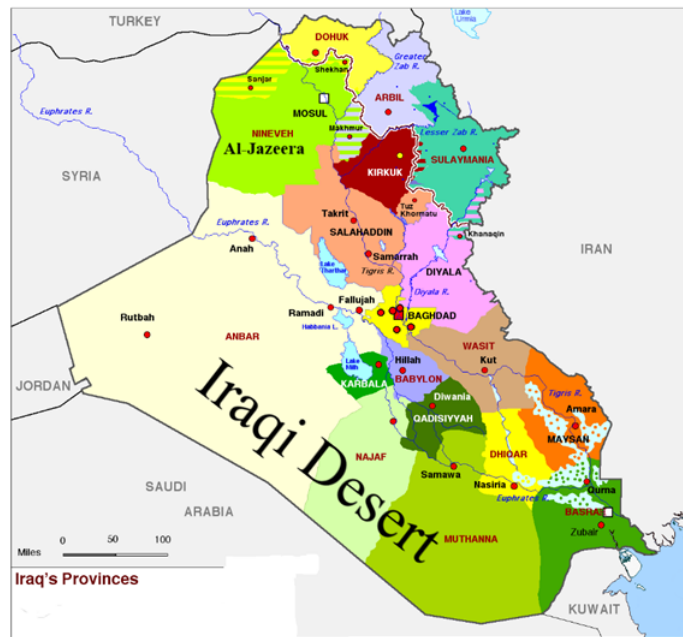 TURKEY
Lake
Urmia
DOHUK
Shekhan
Greater
Zab R.
Sanjar
ARBIL
MOSUL
Euphrates R.
Makhmur
Lesser Zab R.
NINEVEH
Al-Jazeera
SULAYMANIA
KIRKUK
SYRIA
Tuz
Khormatu
Takrit
SALAHADDIN
Euphrates R.
Khanaqin
IRAN
Anah
Samarrah
Lake
Tharthar
Tigris R.
DIYALA
Diyala R.
Fallujah
Ramadi
BAGHDAD
Rutbah
Habbania L.
ANBAR
WASIT
Hillah
Kut
Lake
Milh
JORDAN
KARBALA
BABYLON
Tigris R.
Diwania
Amara
QADISIYYAH
MAYSAN
Iraqi Desert
NAJAF
DHIQAR
Samawa
Nasiria
Qurna
SAUDI
ARABIA
Euphrates R.
BASRAH
Zubair
MUTHANNA
Miles
0 50 100
Iraq's Provinces
KUWAIT